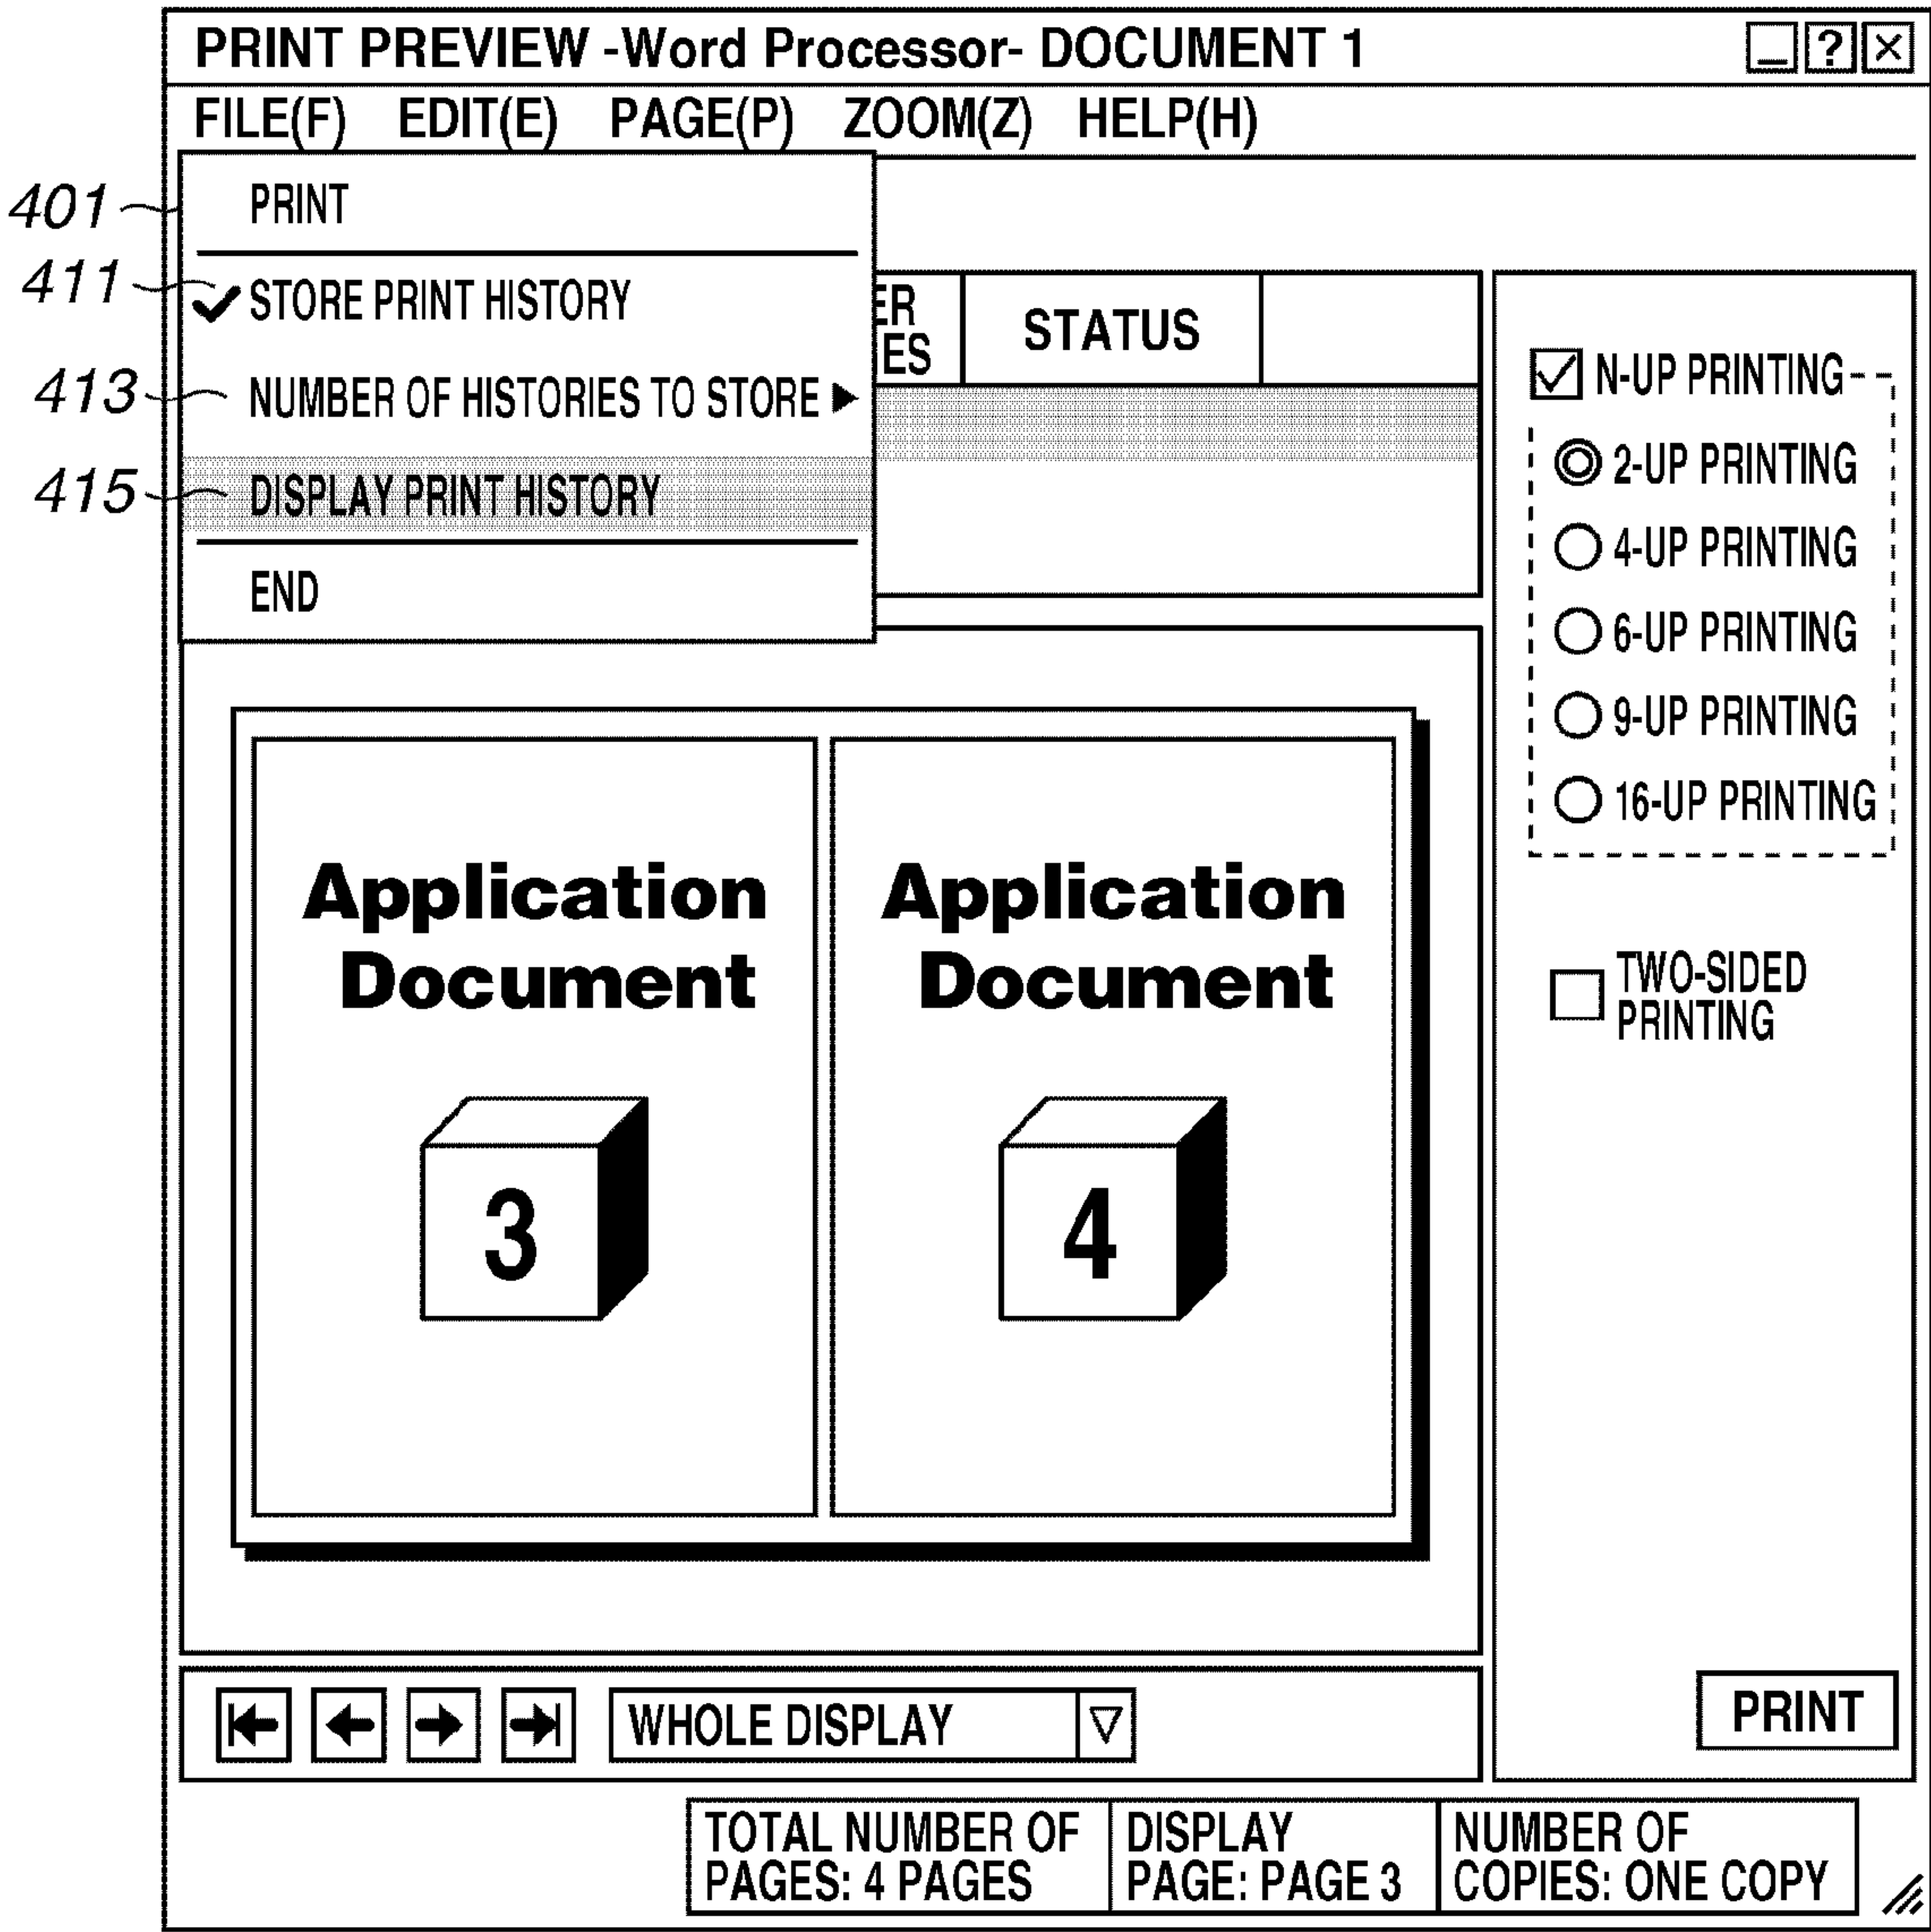 PRINT PREVIEW -Word Processor- DOCUMENT 1
FILE(F) EDIT(E) PAGE(P) ZOOM(Z) HELP(H)
401
PRINT
411
STORE PRINT HISTORY
413
NUMBER OF HISTORIES TO STORE
415
DISPLAY PRINT HISTORY
END
ER
ES
STATUS
N-UP PRINTING
2-UP PRINTING
4-UP PRINTING
6-UP PRINTING
9-UP PRINTING
16-UP PRINTING
TWO-SIDED
PRINTING
Application
Document
3
Application
Document
4
WHOLE DISPLAY
PRINT
TOTAL NUMBER OF
PAGES: 4 PAGES
DISPLAY
PAGE: PAGE 3
NUMBER OF
COPIES: ONE COPY